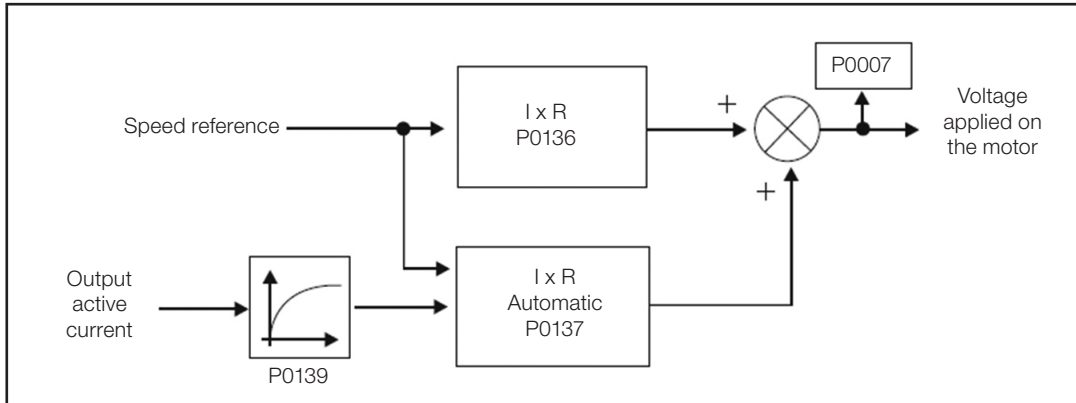 P0007
Speed reference
I x R
P0136
+
Voltage
applied on
the motor
+
Output
active
current
P0139
I x R
Automatic
P0137